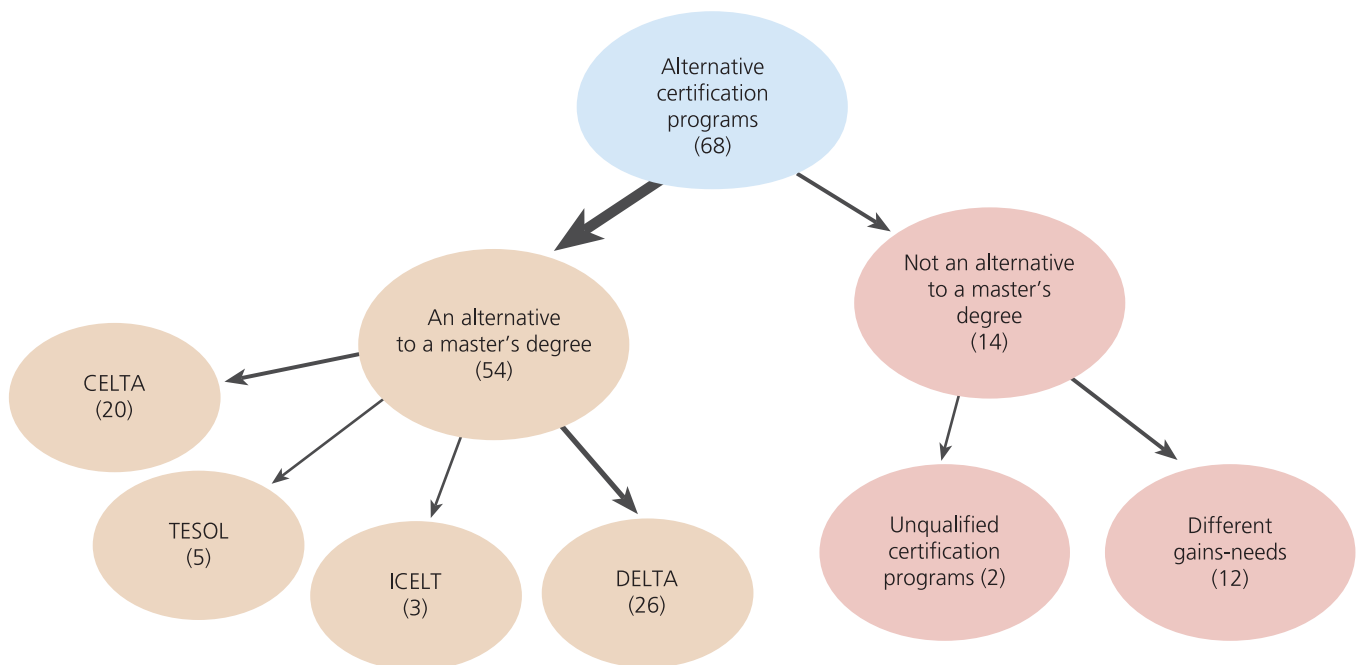 Alternative
certification
programs
(68)
Not an alternative
to a master's
degree
(14)
An alternative
to a master's degree
(54)
CELTA
(20)
TESOL
(5)
ICELT
(3)
DELTA
(26)
Unqualified
certification
programs (2)
Different
gains-needs
(12)